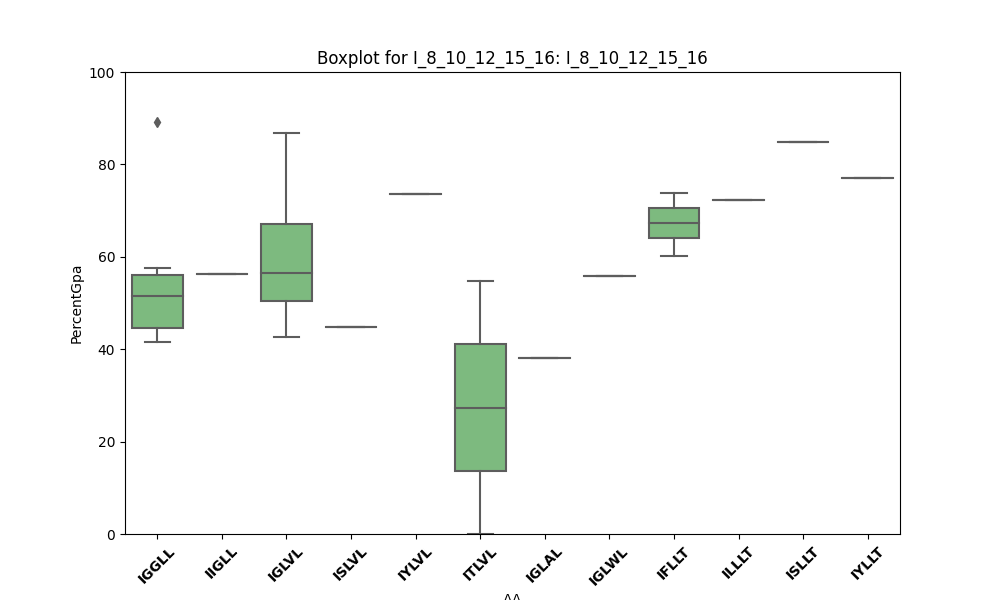 Boxplot for I_8_10_12_15_16: I_8_10_12_15_16
PercentGpa
100
80
60
40
20
0
IGGLL
IIGLL
IGLVL
ISLVL
IYLVL
ITLVL
IGLAL
IGLWL
IFLLT
ILLLT
ISLLT
IYLLT
AA